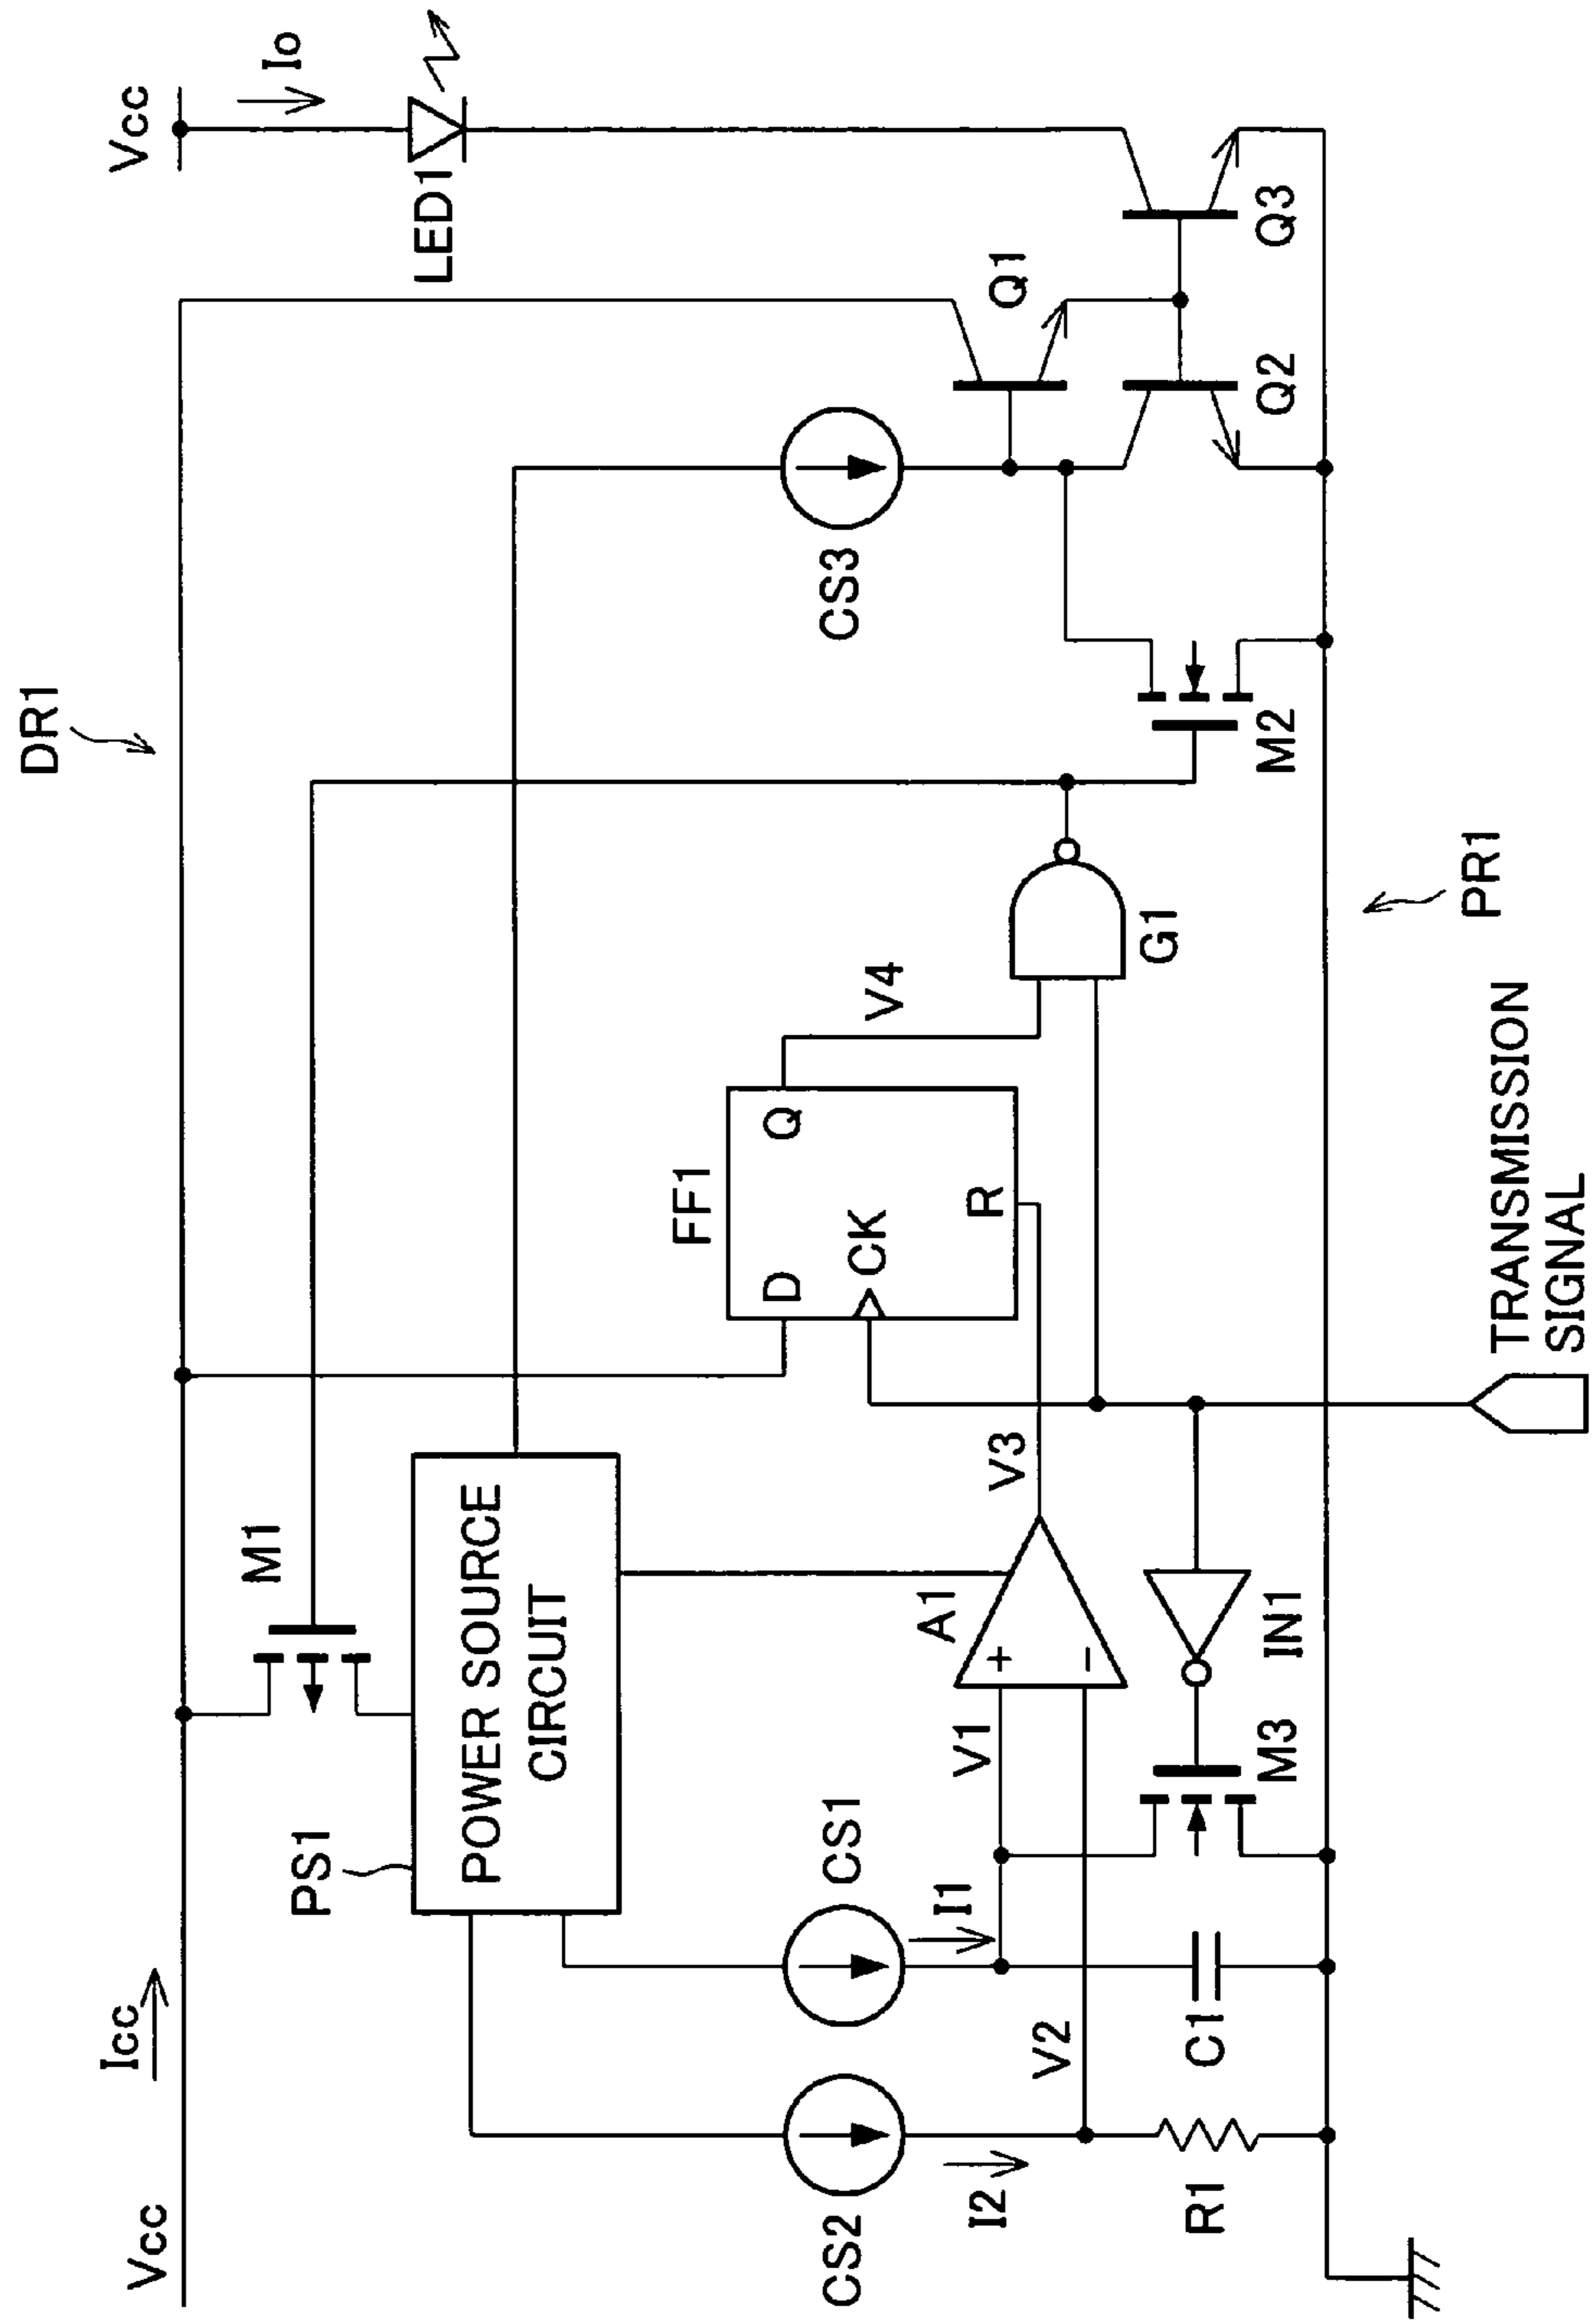 DR1
Vcc
Icc
Vcc
Io
M1
PS1
POWER SOURCE
CIRCUIT
LED1
CS2
CS1
FF1
D
Q
CK
R
V4
CS3
Q1
I2
I1
V1
V2
A1
+
−
V3
G1
R1
C1
M3
IN1
M2
Q2
Q3
TRANSMISSION
SIGNAL
PR1